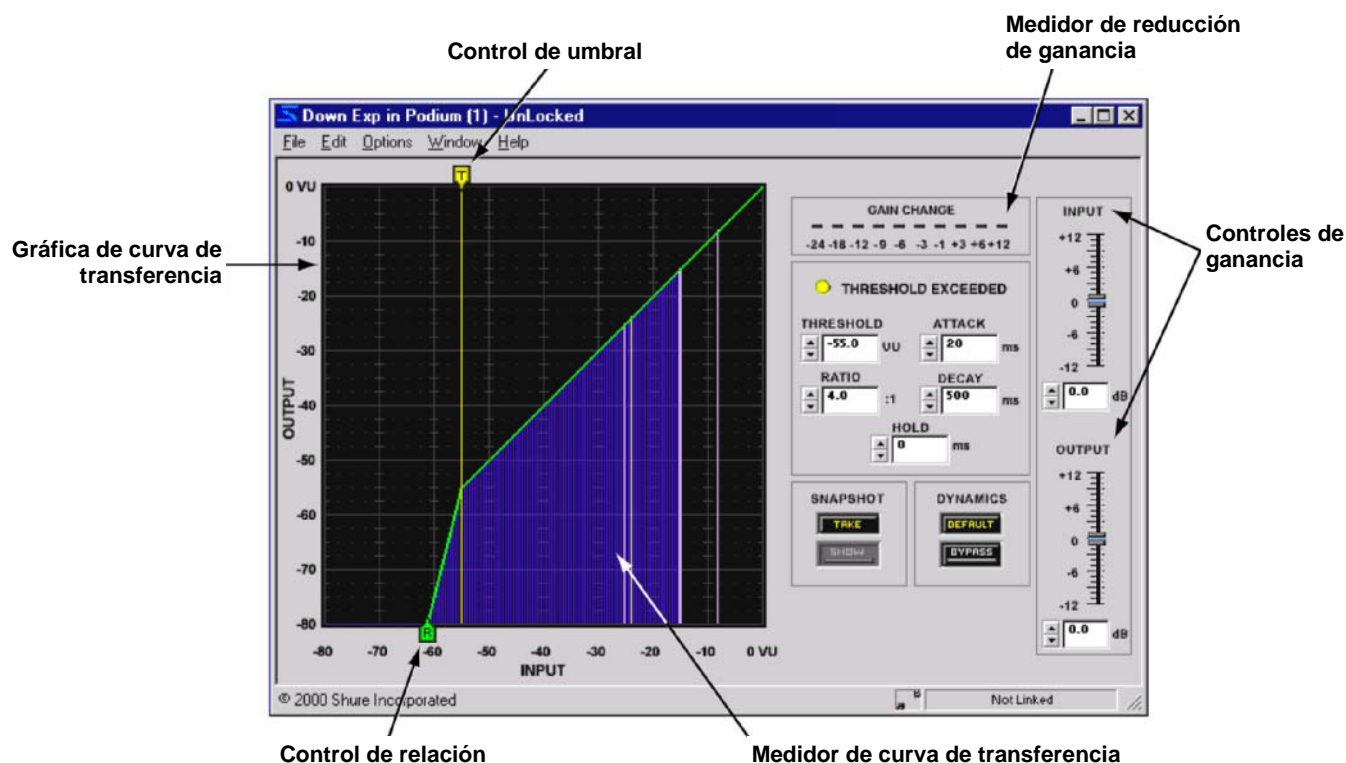 Medidor de reducción
de ganancia
Control de umbral
Down Exp in Podium (1) - UnLocked
File Edit Options Window Help
T
0 VU
-10
-20
-30
-40
-50
-60
-70
-80
OUTPUT
R
-80 -70 -60 -50 -40 -30 -20 -10 0 VU
INPUT
Gráfica de curva de
transferencia
GAIN CHANGE
-24 -18 -12 -9 -6 -3 -1 +3 +6 +12
THRESHOLD EXCEEDED
THRESHOLD ATTACK
-55.0 VU 20 ms
RATIO DECAY
4.0 :1 500 ms
HOLD
0 ms
SNAPSHOT
TAKE
SHOW
DYNAMICS
DEFAULT
BYPASS
INPUT
+12
+6
0
-6
-12
0.0 dB
OUTPUT
+12
+6
0
-6
-12
0.0 dB
Controles de
ganancia
© 2000 Shure Incorporated
Not Linked
Control de relación
Medidor de curva de transferencia